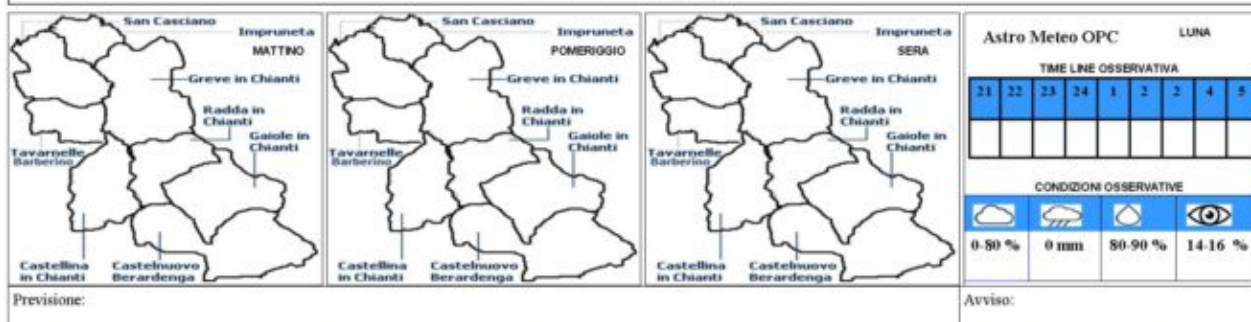 San Casciano
Impruneta
MATTINO
Greve in Chianti
Radda in
Chianti
Gaiole in
Chianti
Tavarnelle
Barberino
Castellina
in Chianti
Castelnuovo
Berardenga
San Casciano
Impruneta
POMERIGGIO
Greve in Chianti
Radda in
Chianti
Gaiole in
Chianti
Tavarnelle
Barberino
Castellina
in Chianti
Castelnuovo
Berardenga
San Casciano
Impruneta
SERA
Greve in Chianti
Radda in
Chianti
Gaiole in
Chianti
Tavarnelle
Barberino
Castellina
in Chianti
Castelnuovo
Berardenga
Astro Meteo OPC LUNA
TIME LINE OSSERVATIVA
21 22 23 24 1 2 2 4 5
CONDIZIONI OSSERVATIVE
0-80 % 0 mm 80-90 % 14-16 %
Previsione:
Avviso: